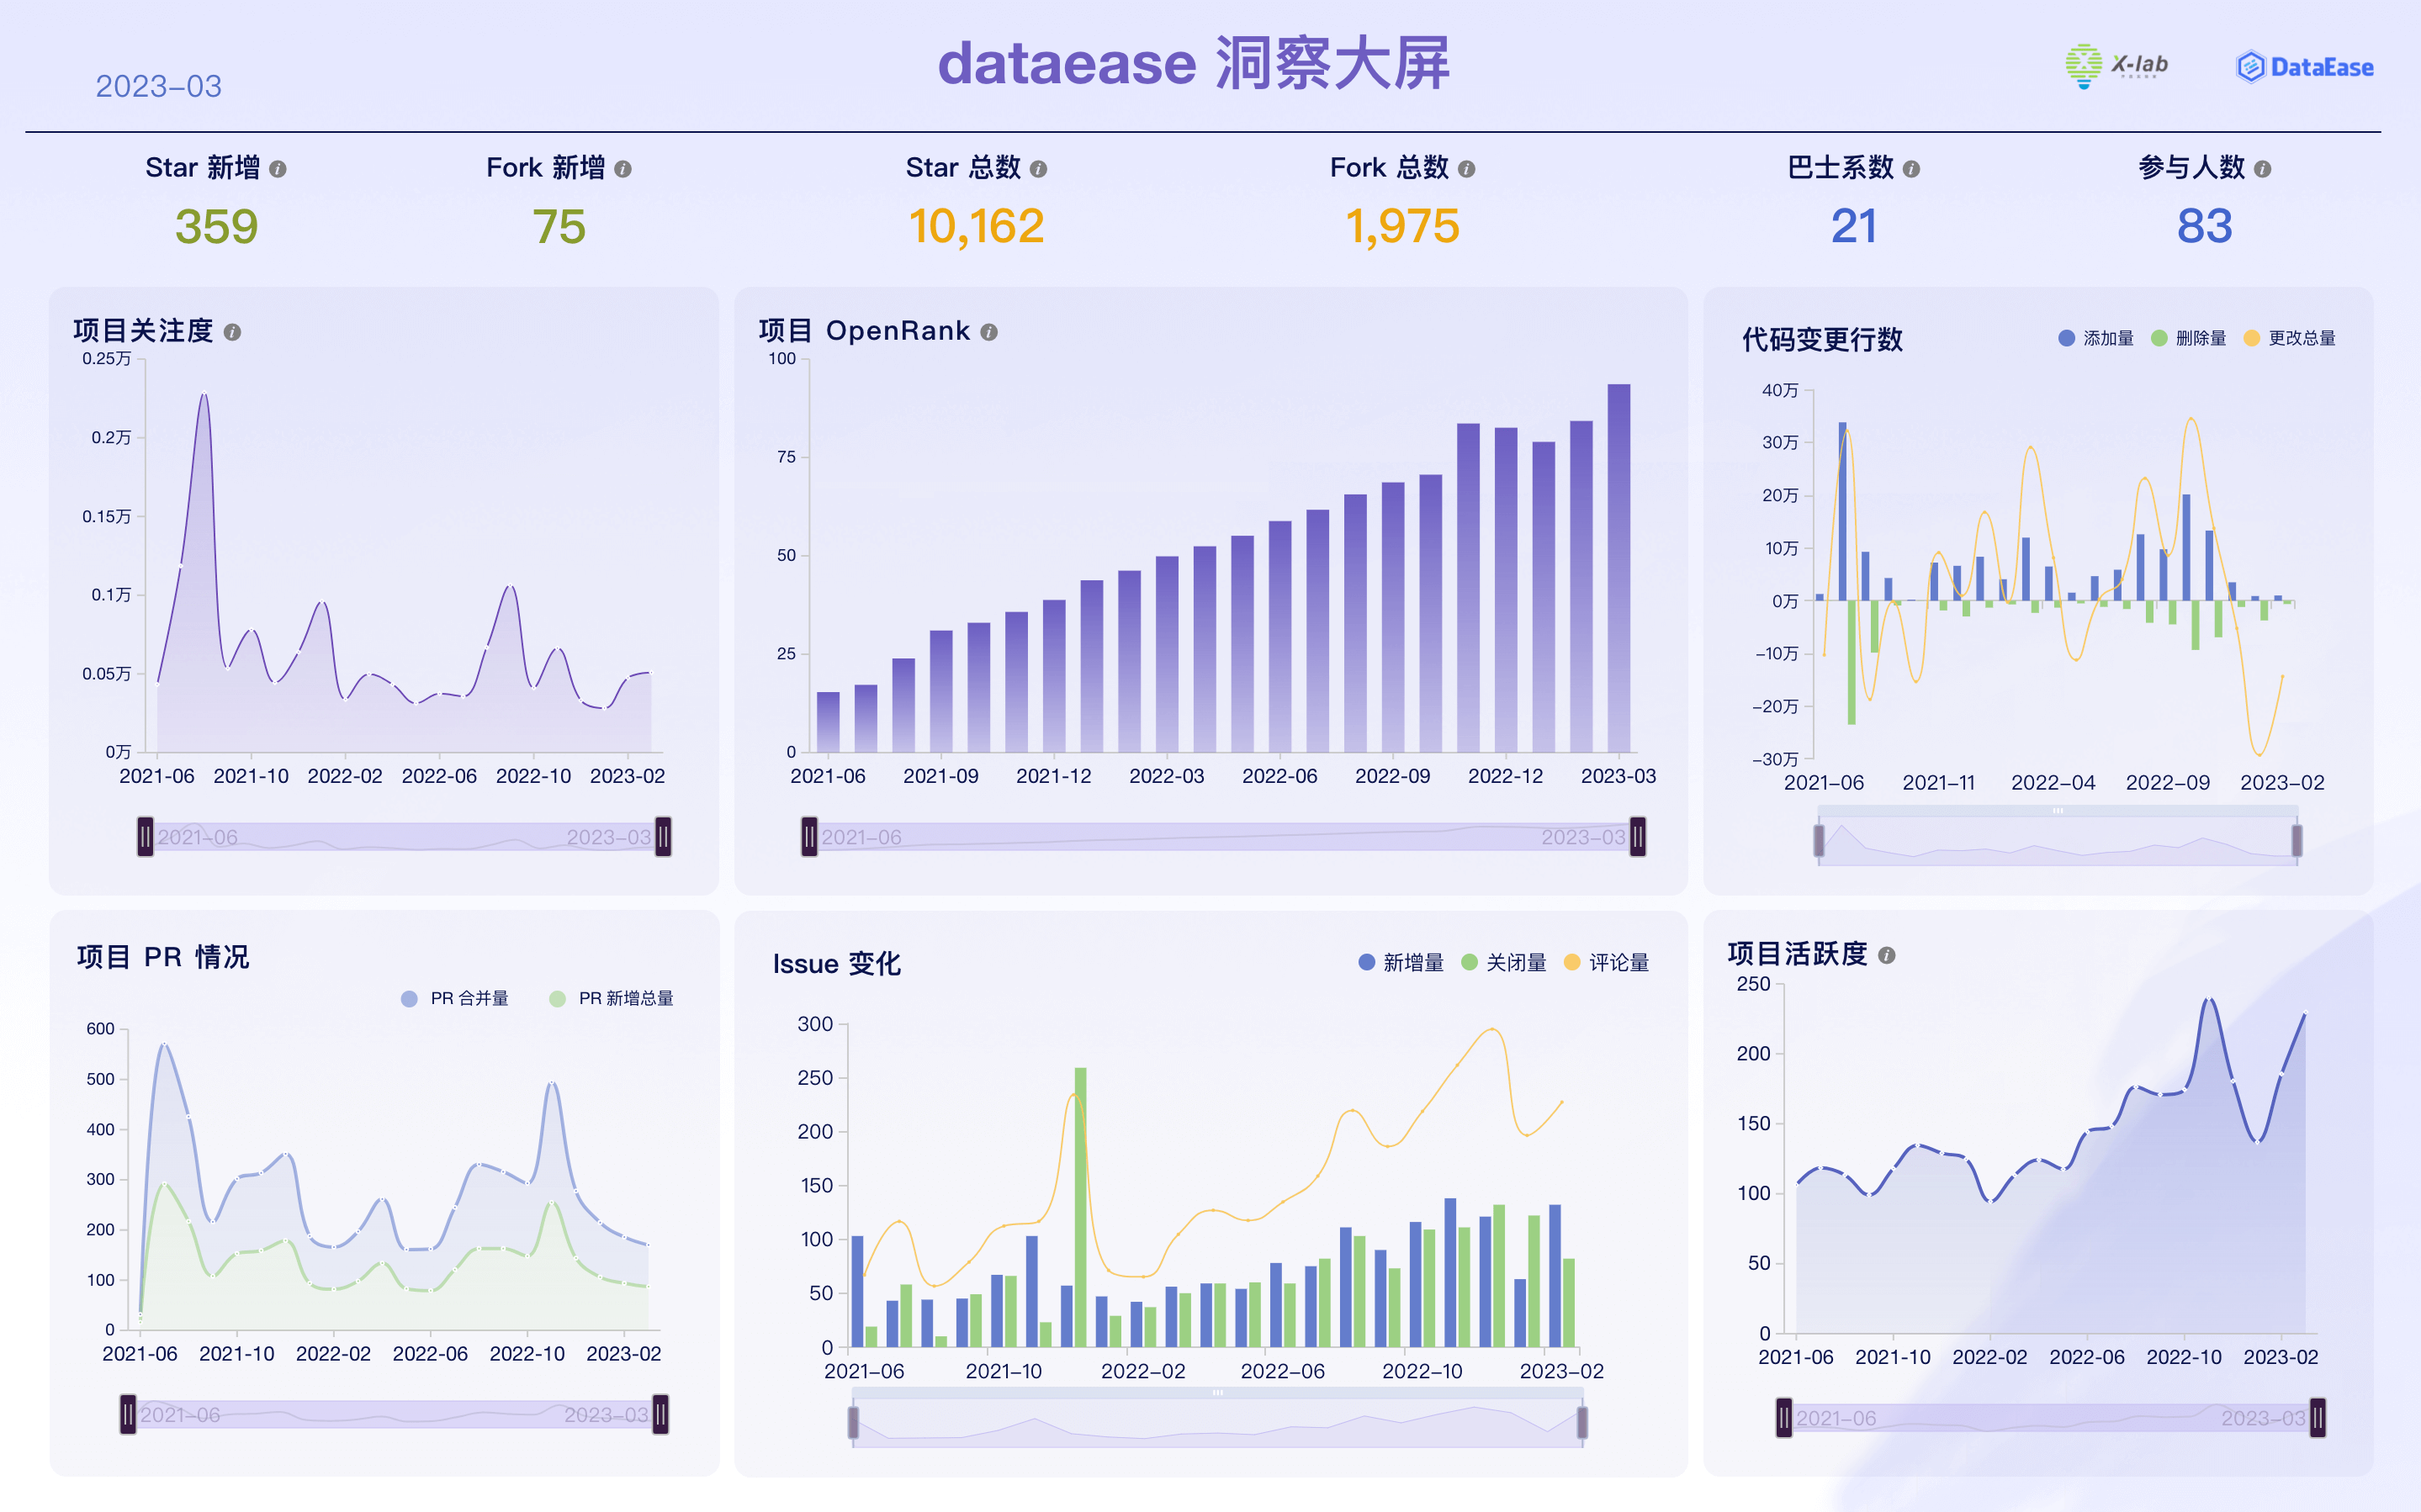 dataease 洞察大屏
2023-03
X-lab
DataEase
Star 新增
Fork 新增
Star 总数
Fork 总数
巴士系数
参与人数
359
75
10,162
1,975
21
83
项目关注度
0.25万
0.2万
0.15万
0.1万
0.05万
0万
2021-06 2021-10 2022-02 2022-06 2022-10 2023-02
2021-06 2023-03
项目 OpenRank
100
75
50
25
0
2021-06 2021-09 2021-12 2022-03 2022-06 2022-09 2022-12 2023-03
2021-06 2023-03
代码变更行数
添加量 删除量 更改总量
40万
30万
20万
10万
0万
-10万
-20万
-30万
2021-06 2021-11 2022-04 2022-09 2023-02
项目 PR 情况
PR 合并量 PR 新增总量
600
500
400
300
200
100
0
2021-06 2021-10 2022-02 2022-06 2022-10 2023-02
2021-06 2023-03
Issue 变化
新增量 关闭量 评论量
300
250
200
150
100
50
0
2021-06 2021-10 2022-02 2022-06 2022-10 2023-02
项目活跃度
250
200
150
100
50
0
2021-06 2021-10 2022-02 2022-06 2022-10 2023-02
2021-06 2023-03